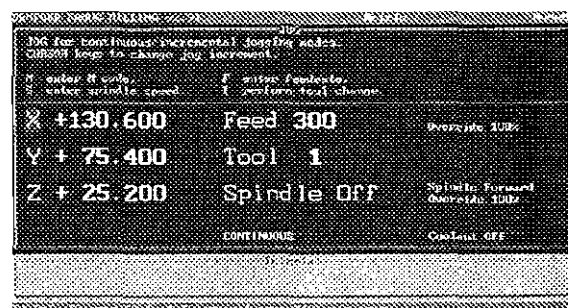 JOG for continuous/incremental jogging modes.
CURSOR keys to change jog increment.
M enter M code. F enter Feedrate.
S enter spindle speed T perform tool change.
X +130.600 Feed 300 Override 100%
Y + 75.400 Tool 1
Z + 25.200 Spindle Off Spindle Forward
Override 100%
CONTINUOUS Coolant OFF